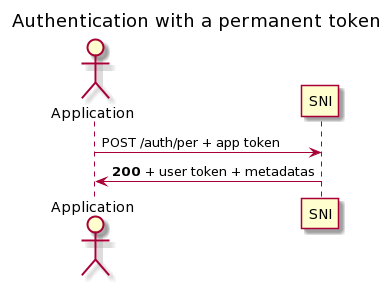 Authentication with a permanent token
Application
SNI
POST /auth/per + app token
200 + user token + metadatas
Application
SNI